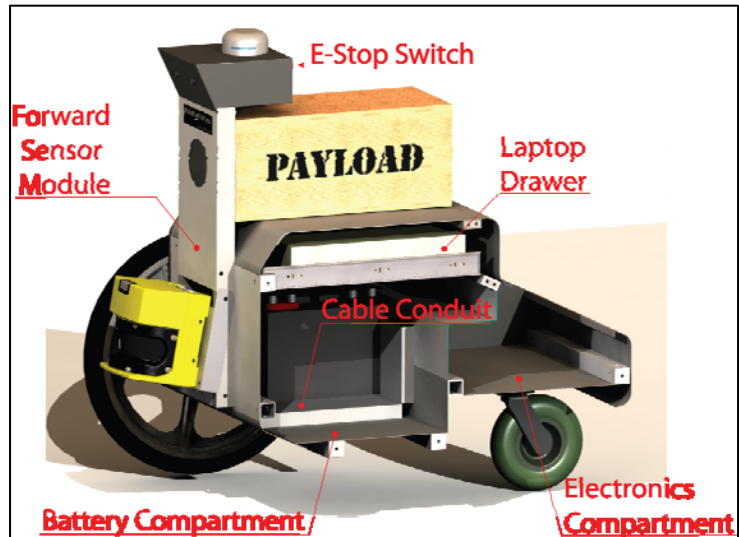 E-Stop Switch
Forward
Sensor
Module
PAYLOAD
Laptop
Drawer
Cable Conduit
Electronics
Compartment
Battery Compartment